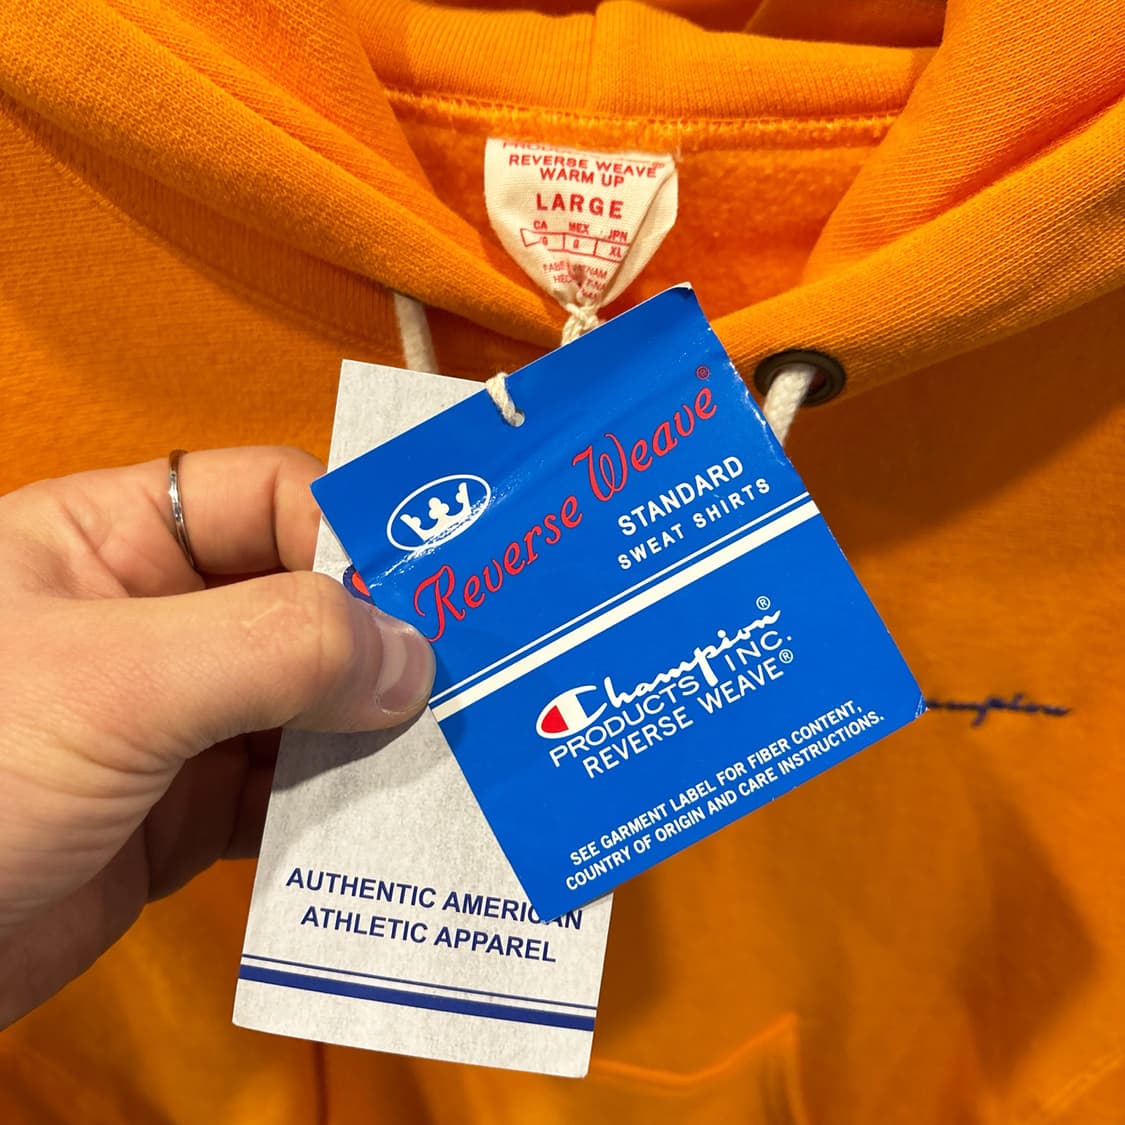 REVERSE WEAVE
WARM UP
LARGE
CA MEX JPN
G G XL
Reverse Weave®
STANDARD
SWEAT SHIRTS
Champion®
PRODUCTS INC.
REVERSE WEAVE®
SEE GARMENT LABEL FOR FIBER CONTENT,
COUNTRY OF ORIGIN AND CARE INSTRUCTIONS.
AUTHENTIC AMERICAN
ATHLETIC APPAREL